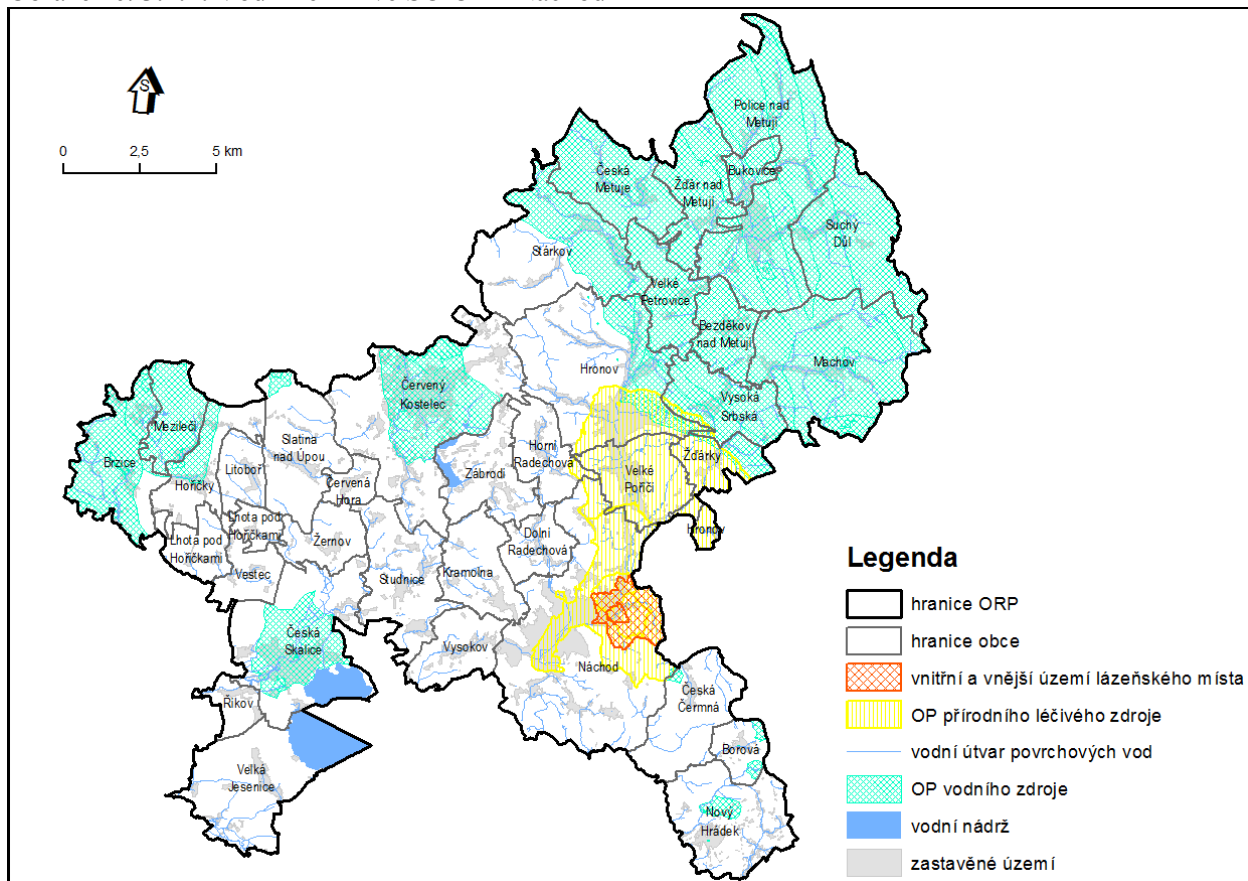 S
0 2,5 5 km
Police nad
Metují
Česká
Metuje
Žďár nad
Metují
Bukovice
Suchý
Důl
Stárkov
Velké
Petrovice
Bezděkov
nad Metují
Machov
Hronov
Vysoká
Srbská
Červený
Kostelec
Mezilečí
Brzice
Slatina
nad Úpou
Litoboř
Horní
Radechová
Žďárky
Velké
Poříčí
Zábrodí
Hořičky
Červená
Hora
Hronov
Lhota pod
Hořičkami
Lhota pod
Hořičkami
Žernov
Dolní
Radechová
Vestec
Studnice
Kramolna
Česká
Skalice
Vysokov
Náchod
Říkov
Česká
Čermná
Borová
Velká
Jesenice
Nový
Hrádek
Legenda
hranice ORP
hranice obce
vnitřní a vnější území lázeňského místa
OP přírodního léčivého zdroje
vodní útvar povrchových vod
OP vodního zdroje
vodní nádrž
zastavěné území